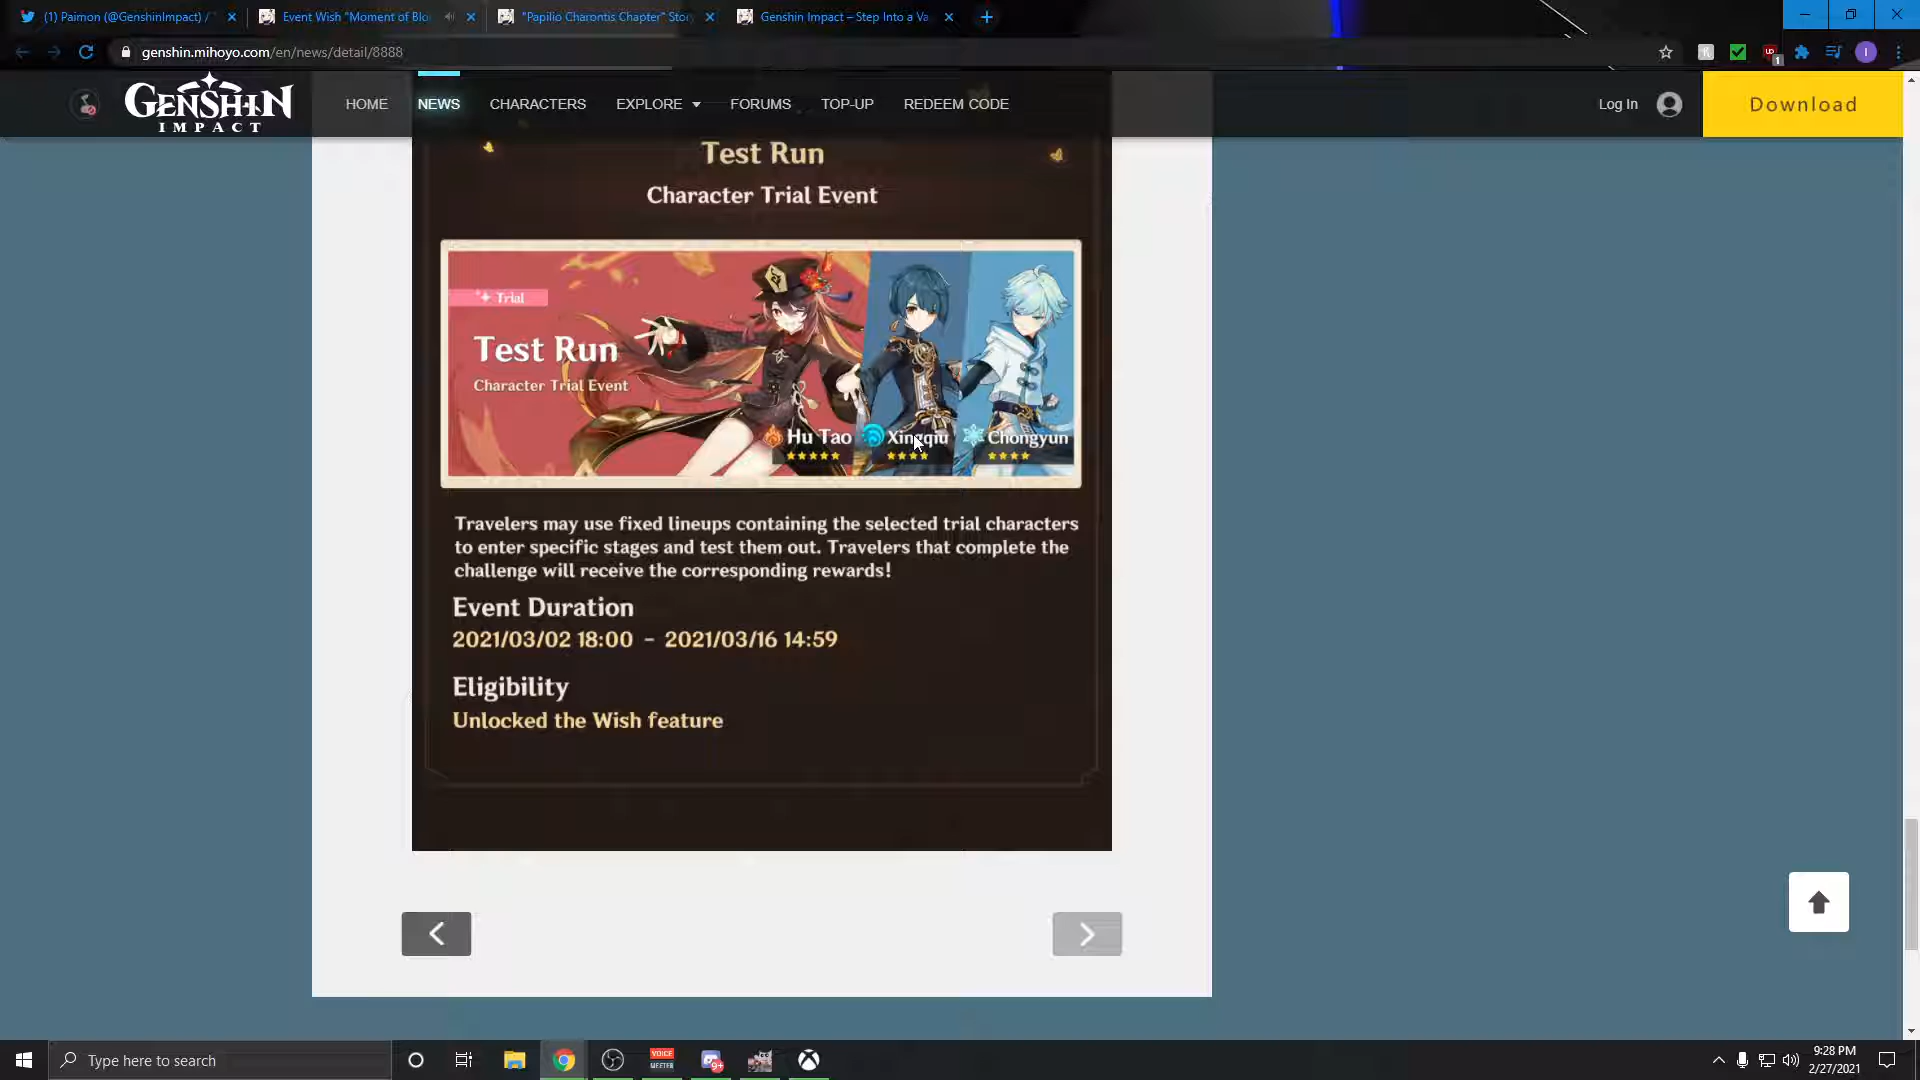 (1) Paimon (@GenshinImpact) /
Event Wish "Moment of Blo
"Papilio Charontis Chapter" Stor
Genshin Impact – Step Into a Va
genshin.mihoyo.com/en/news/detail/8888
GENSHIN
IMPACT
HOME
NEWS
CHARACTERS
EXPLORE
FORUMS
TOP-UP
REDEEM CODE
Log In
Download
Test Run
Character Trial Event
Trial
Test Run
Character Trial Event
Hu Tao
Xingqiu
Chongyun
Travelers may use fixed lineups containing the selected trial characters
to enter specific stages and test them out. Travelers that complete the
challenge will receive the corresponding rewards!
Event Duration
2021/03/02 18:00 – 2021/03/16 14:59
Eligibility
Unlocked the Wish feature
Type here to search
VOICE
MEETER
9+
9:28 PM
2/27/2021